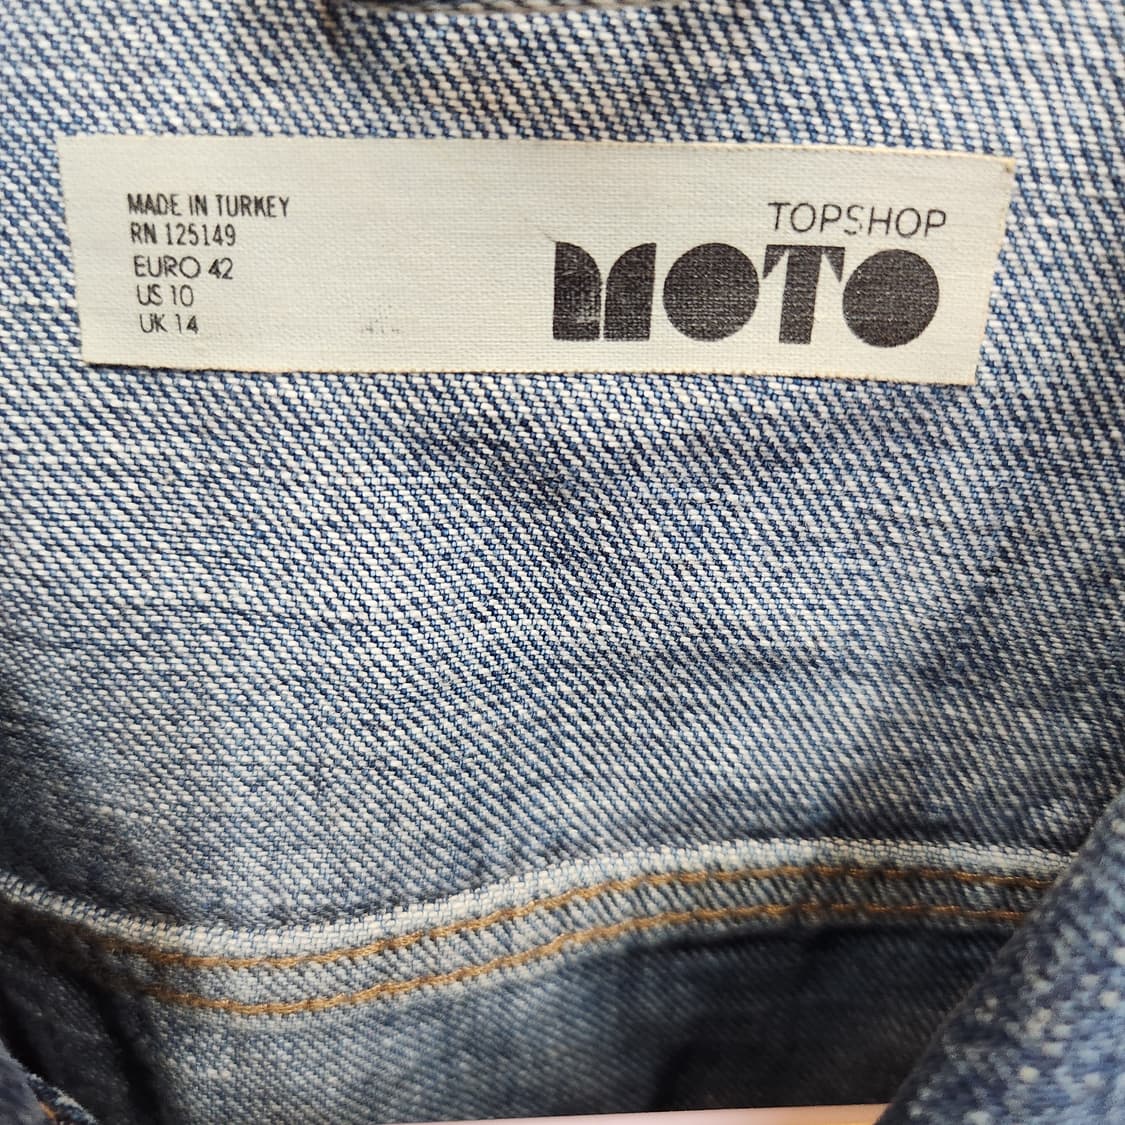 MADE IN TURKEY
RN 125149
EURO 42
US 10
UK 14
TOPSHOP
MOTO